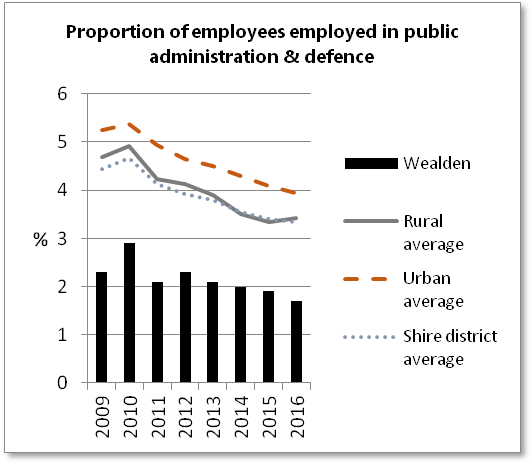 Proportion of employees employed in public
administration & defence
6
5
4
3
2
1
0
%
2009
2010
2011
2012
2013
2014
2015
2016
Wealden
Rural
average
Urban
average
Shire district
average